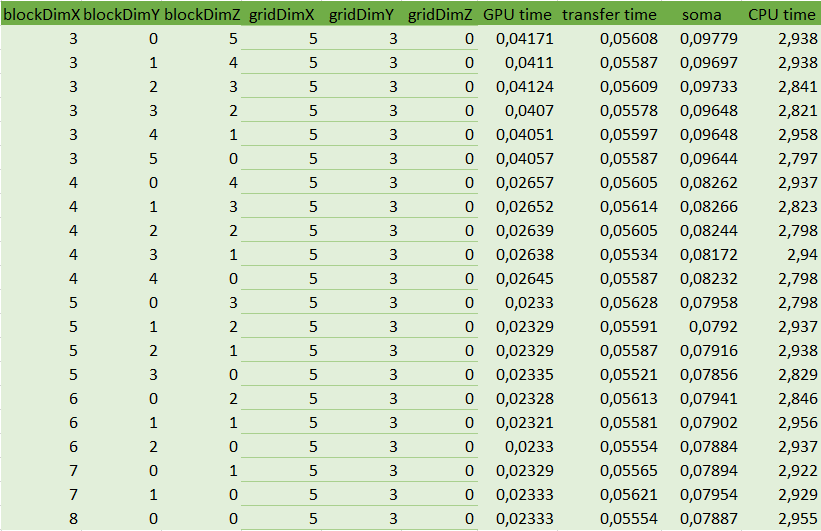 blockDimX blockDimY blockDimZ gridDimX gridDimY gridDimZ GPU time transfer time soma CPU time
3 0 5 5 3 0 0,04171 0,05608 0,09779 2,938
3 1 4 5 3 0 0,0411 0,05587 0,09697 2,938
3 2 3 5 3 0 0,04124 0,05609 0,09733 2,841
3 3 2 5 3 0 0,0407 0,05578 0,09648 2,821
3 4 1 5 3 0 0,04051 0,05597 0,09648 2,958
3 5 0 5 3 0 0,04057 0,05587 0,09644 2,797
4 0 4 5 3 0 0,02657 0,05605 0,08262 2,937
4 1 3 5 3 0 0,02652 0,05614 0,08266 2,823
4 2 2 5 3 0 0,02639 0,05605 0,08244 2,798
4 3 1 5 3 0 0,02638 0,05534 0,08172 2,94
4 4 0 5 3 0 0,02645 0,05587 0,08232 2,798
5 0 3 5 3 0 0,0233 0,05628 0,07958 2,798
5 1 2 5 3 0 0,02329 0,05591 0,0792 2,937
5 2 1 5 3 0 0,02329 0,05587 0,07916 2,938
5 3 0 5 3 0 0,02335 0,05521 0,07856 2,829
6 0 2 5 3 0 0,02328 0,05613 0,07941 2,846
6 1 1 5 3 0 0,02321 0,05581 0,07902 2,956
6 2 0 5 3 0 0,0233 0,05554 0,07884 2,937
7 0 1 5 3 0 0,02329 0,05565 0,07894 2,922
7 1 0 5 3 0 0,02333 0,05621 0,07954 2,929
8 0 0 5 3 0 0,02333 0,05554 0,07887 2,955